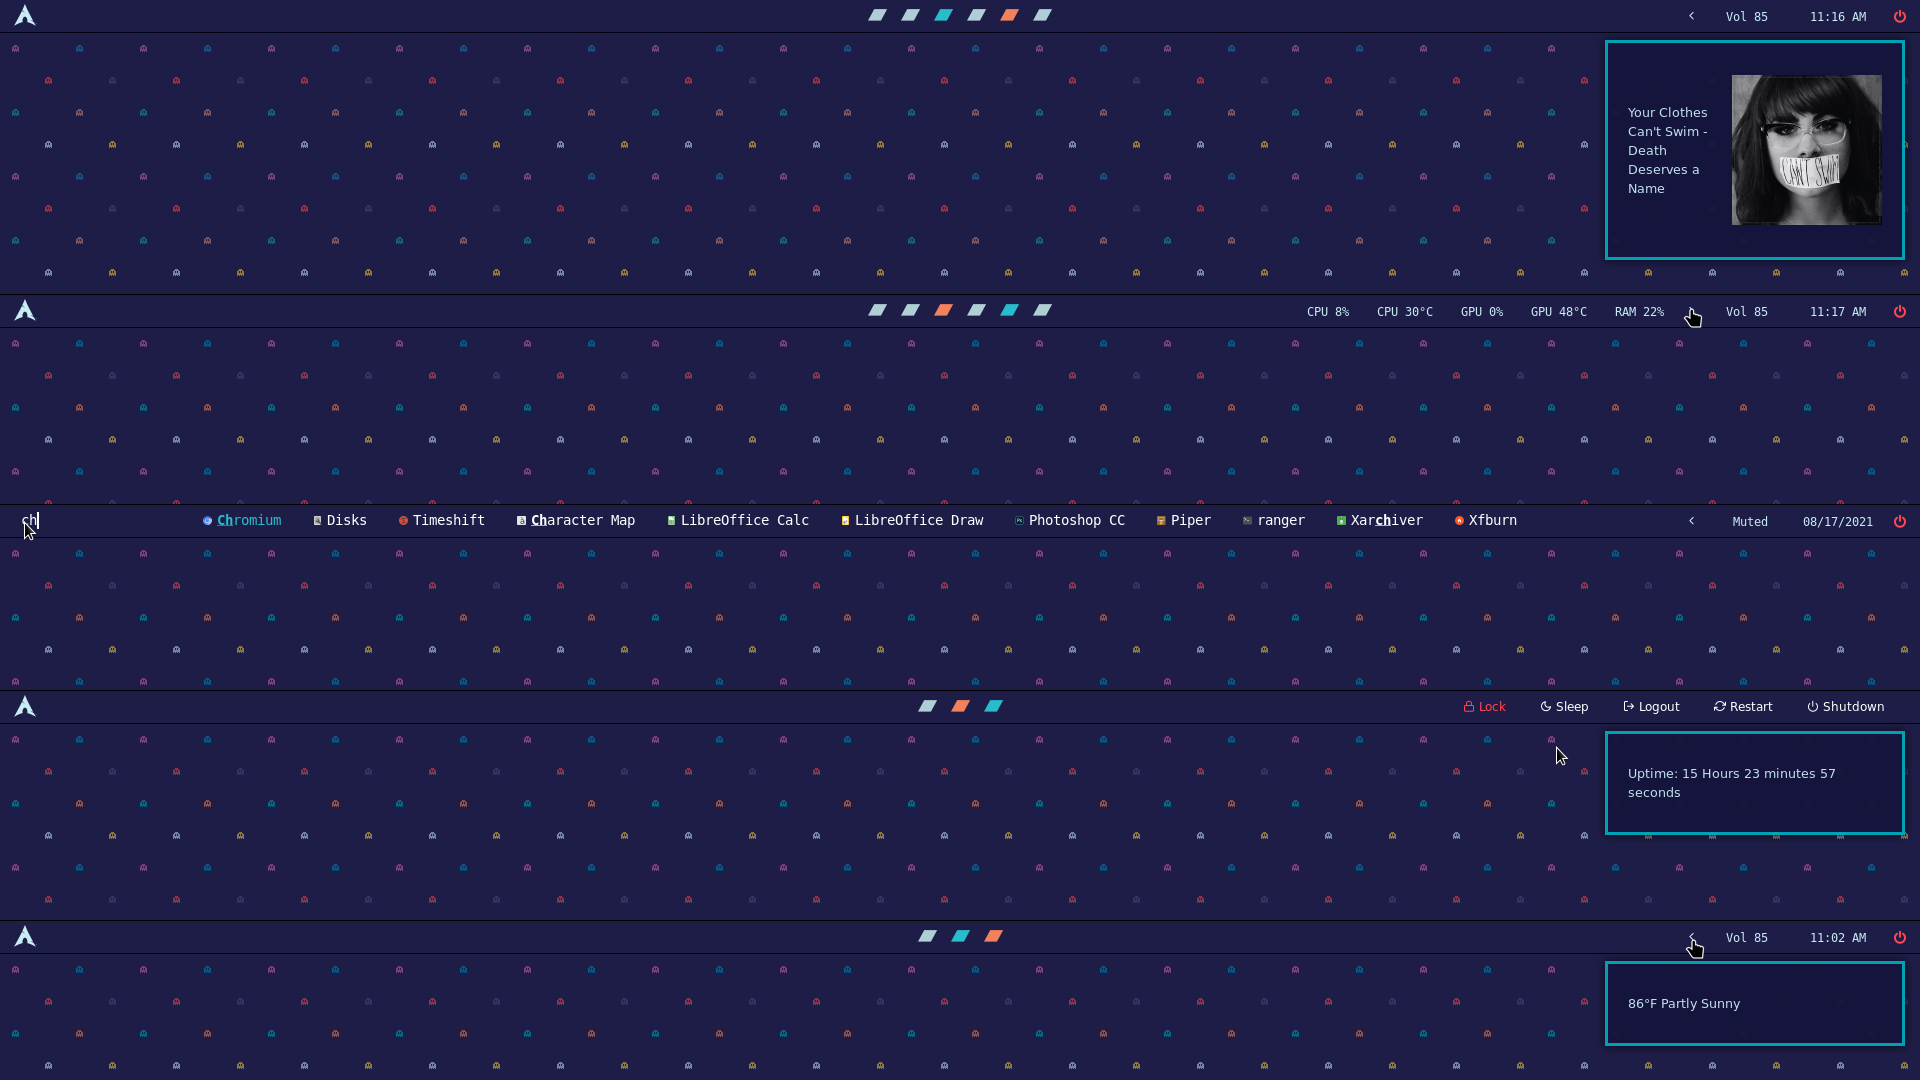 Vol 85 11:16 AM
Your Clothes
Can't Swim -
Death
Deserves a
Name
CAN'T SWIM
CPU 8% CPU 30°C GPU 0% GPU 48°C RAM 22% Vol 85 11:17 AM
ch Chromium Disks Timeshift Character Map LibreOffice Calc LibreOffice Draw Photoshop CC Piper ranger Xarchiver Xfburn Muted 08/17/2021
Lock Sleep Logout Restart Shutdown
Uptime: 15 Hours 23 minutes 57
seconds
Vol 85 11:02 AM
86°F Partly Sunny